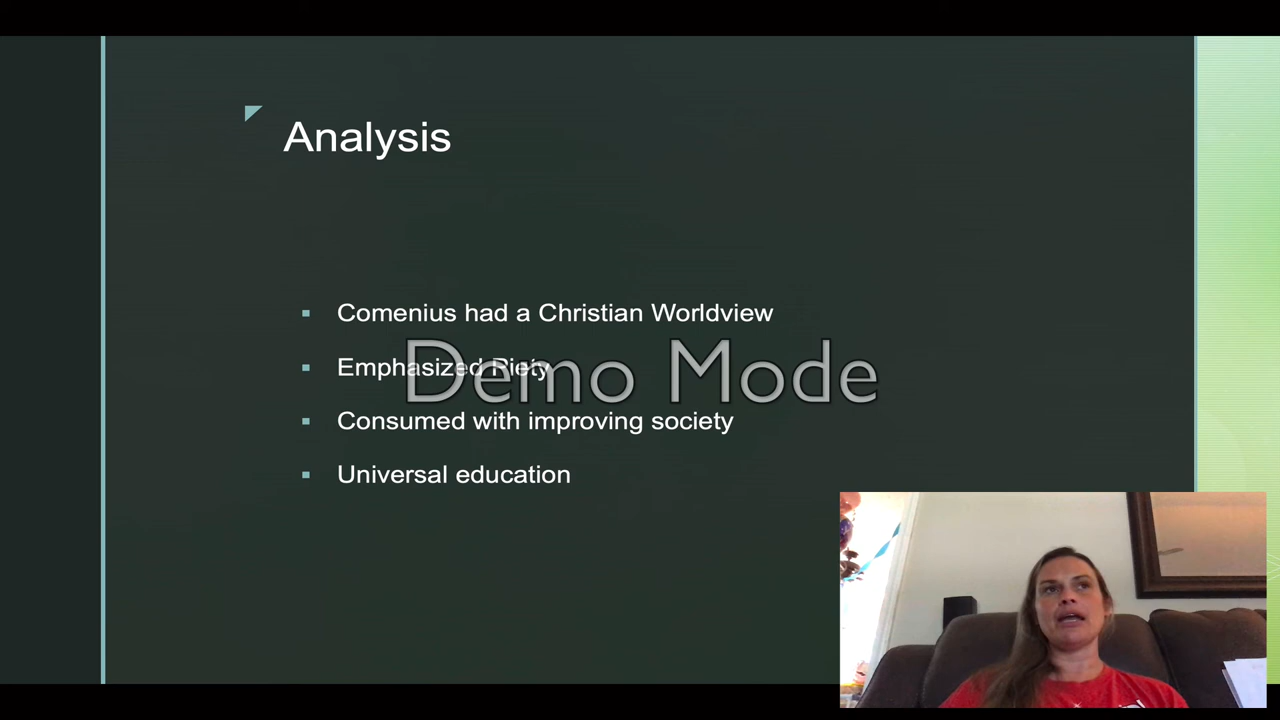 Analysis
Comenius had a Christian Worldview
Emphasized Piety
Demo Mode
Consumed with improving society
Universal education